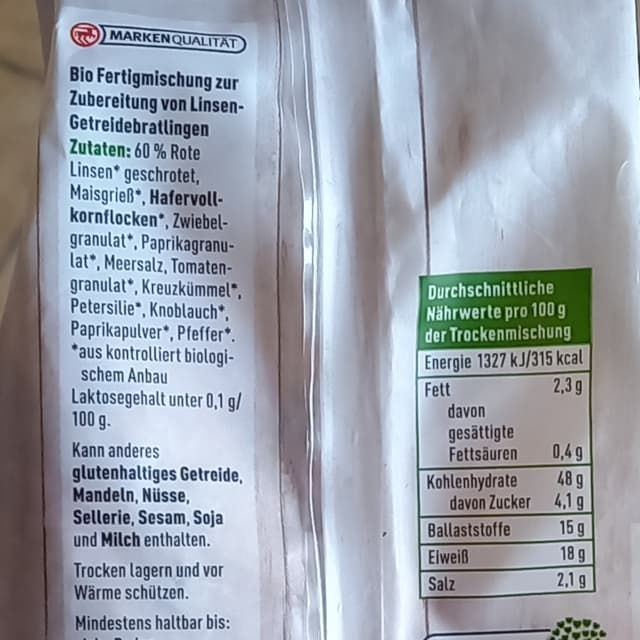 MARKENQUALITÄT
Bio Fertigmischung zur
Zubereitung von Linsen-
Getreidebratlingen
Zutaten: 60 % Rote
Linsen* geschrotet,
Maisgrieß*, Hafervoll-
kornflocken*, Zwiebel-
granulat*, Paprikagranu-
lat*, Meersalz, Tomaten-
granulat*, Kreuzkümmel*,
Petersilie*, Knoblauch*,
Paprikapulver*, Pfeffer*.
*aus kontrolliert biologi-
schem Anbau
Laktosegehalt unter 0,1 g/
100 g.
Kann anderes
glutenhaltiges Getreide,
Mandeln, Nüsse,
Sellerie, Sesam, Soja
und Milch enthalten.
Trocken lagern und vor
Wärme schützen.
Mindestens haltbar bis:
Durchschnittliche
Nährwerte pro 100 g
der Trockenmischung
Energie 1327 kJ/315 kcal
Fett 2,3 g
davon
gesättigte
Fettsäuren 0,4 g
Kohlenhydrate 48 g
davon Zucker 4,1 g
Ballaststoffe 15 g
Eiweiß 18 g
Salz 2,1 g